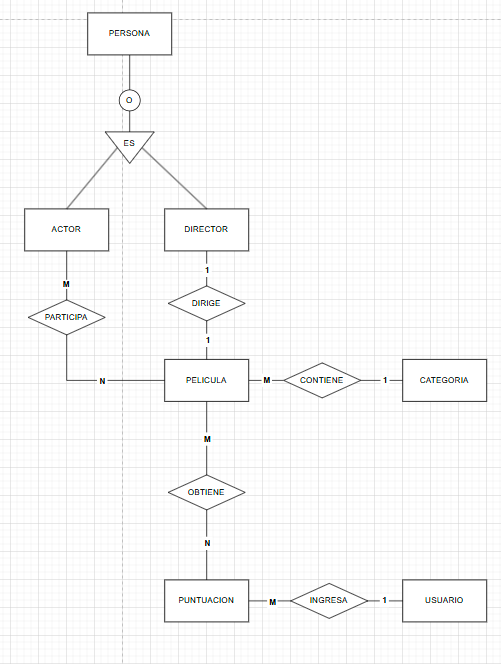 PERSONA
O
ES
ACTOR
DIRECTOR
M
1
PARTICIPA
DIRIGE
1
N
PELICULA
M
CONTIENE
1
CATEGORIA
M
OBTIENE
N
PUNTUACION
M
INGRESA
1
USUARIO